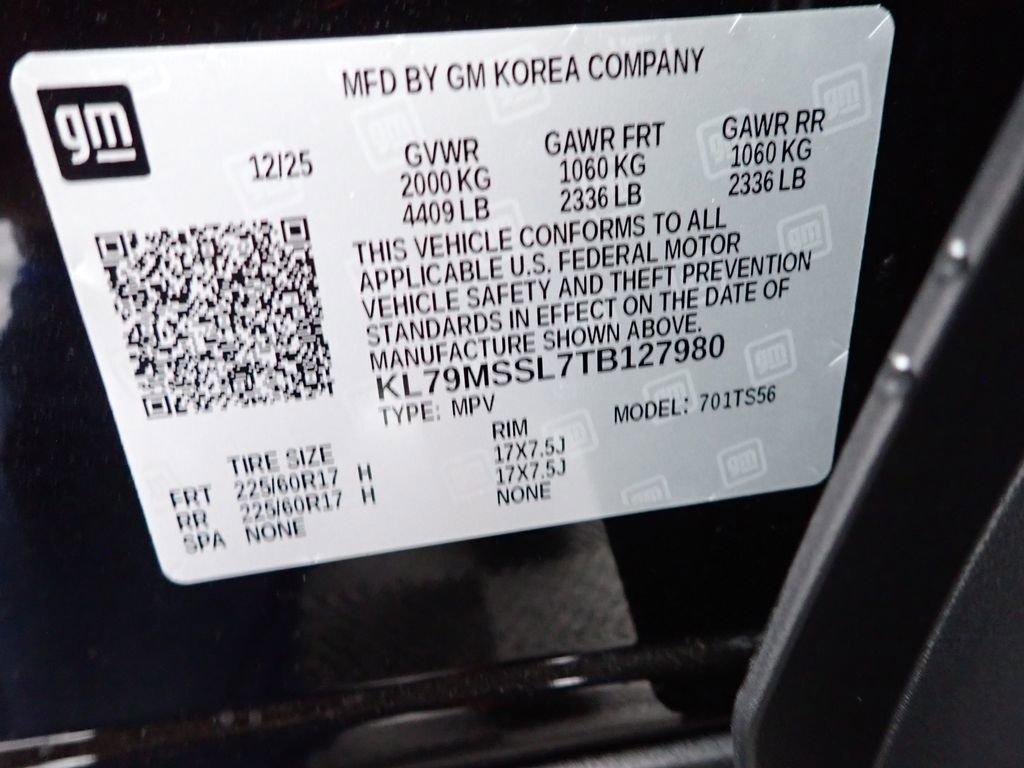 gm
MFD BY GM KOREA COMPANY
12/25
GVWR
2000 KG
4409 LB
GAWR FRT
1060 KG
2336 LB
GAWR RR
1060 KG
2336 LB
THIS VEHICLE CONFORMS TO ALL
APPLICABLE U.S. FEDERAL MOTOR
VEHICLE SAFETY AND THEFT PREVENTION
STANDARDS IN EFFECT ON THE DATE OF
MANUFACTURE SHOWN ABOVE.
KL79MSSL7TB127980
TYPE: MPV
MODEL: 701TS56
TIRE SIZE RIM
FRT 225/60R17 H 17X7.5J
RR 225/60R17 H 17X7.5J
SPA NONE NONE